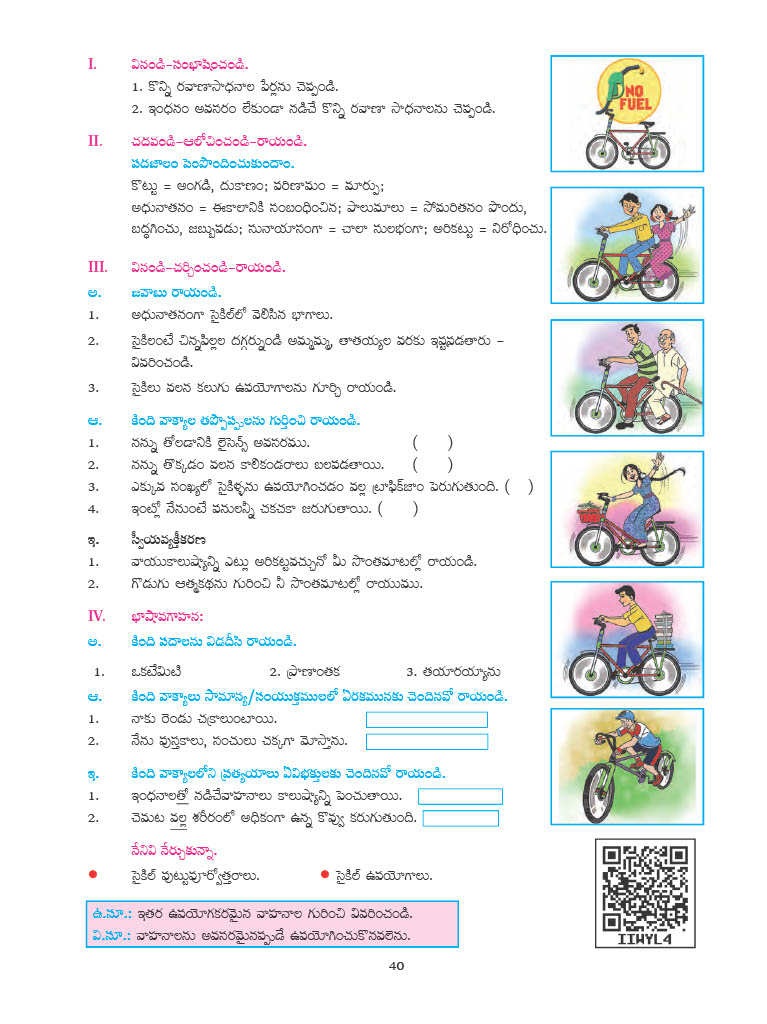 I. వినండి-సంభాషించండి.
1. కొన్ని రవాణాసాధనాల పేర్లను చెప్పండి.
2. ఇంధనం అవసరం లేకుండా నడిచే కొన్ని రవాణా సాధనాలను చెప్పండి.
NO
FUEL
II. చదవండి-ఆలోచించండి-రాయండి.
పదజాలం పెంపొందించుకుందాం.
కొట్టు = అంగడి, దుకాణం; పరిణామం = మార్పు;
అధునాతనం = ఈకాలానికి సంబంధించిన; పాలుమాలు = సోమరితనం పొందు,
బద్ధగించు, జబ్బుపడు; సునాయాసంగా = చాలా సులభంగా; అరికట్టు = నిరోధించు.
III. వినండి-చర్చించండి-రాయండి.
అ. జవాబు రాయండి.
1. అధునాతనంగా సైకిల్‌లో వెలిసిన భాగాలు.
2. సైకిలంటే చిన్నపిల్లల దగ్గర్నుండి అమ్మమ్మ, తాతయ్యల వరకు ఇష్టపడతారు -
వివరించండి.
3. సైకిలు వలన కలుగు ఉపయోగాలను గూర్చి రాయండి.
ఆ. కింది వాక్యాల తప్పొప్పులను గుర్తించి రాయండి.
1. నన్ను తోలడానికి లైసెన్స్ అవసరము. ( )
2. నన్ను తొక్కడం వలన కాలికండరాలు బలపడతాయి. ( )
3. ఎక్కువ సంఖ్యలో సైకిళ్ళను ఉపయోగించడం వల్ల ట్రాఫిక్‌జాం పెరుగుతుంది. ( )
4. ఇంట్లో నేనుంటే పనులన్నీ చకచకా జరుగుతాయి. ( )
ఇ. స్వీయవ్యక్తీకరణ
1. వాయుకాలుష్యాన్ని ఎట్లు అరికట్టవచ్చునో మీ సొంతమాటల్లో రాయండి.
2. గొడుగు ఆత్మకథను గురించి నీ సొంతమాటల్లో రాయుము.
IV. భాషావగాహన:
అ. కింది పదాలను విడదీసి రాయండి.
1. ఒకటేమిటి 2. ప్రాణాంతక 3. తయారయ్యాను
ఆ. కింది వాక్యాలు సామాన్య/సంయుక్తములలో ఏరకమునకు చెందినవో రాయండి.
1. నాకు రెండు చక్రాలుంటాయి.
2. నేను పుస్తకాలు, సంచులు చక్కగా మోస్తాను.
ఇ. కింది వాక్యాలలోని ప్రత్యయాలు ఏవిభక్తులకు చెందినవో రాయండి.
1. ఇంధనాలతో నడిచేవాహనాలు కాలుష్యాన్ని పెంచుతాయి.
2. చెమట వల్ల శరీరంలో అధికంగా ఉన్న కొవ్వు కరుగుతుంది.
నేనివి నేర్చుకున్నా.
• సైకిల్ పుట్టుపూర్వోత్తరాలు. • సైకిల్ ఉపయోగాలు.
ఉ.సూ.: ఇతర ఉపయోగకరమైన వాహనాల గురించి వివరించండి.
వి.సూ.: వాహనాలను అవసరమైనప్పుడే ఉపయోగించుకొనవలెను.
IIWYL4
40